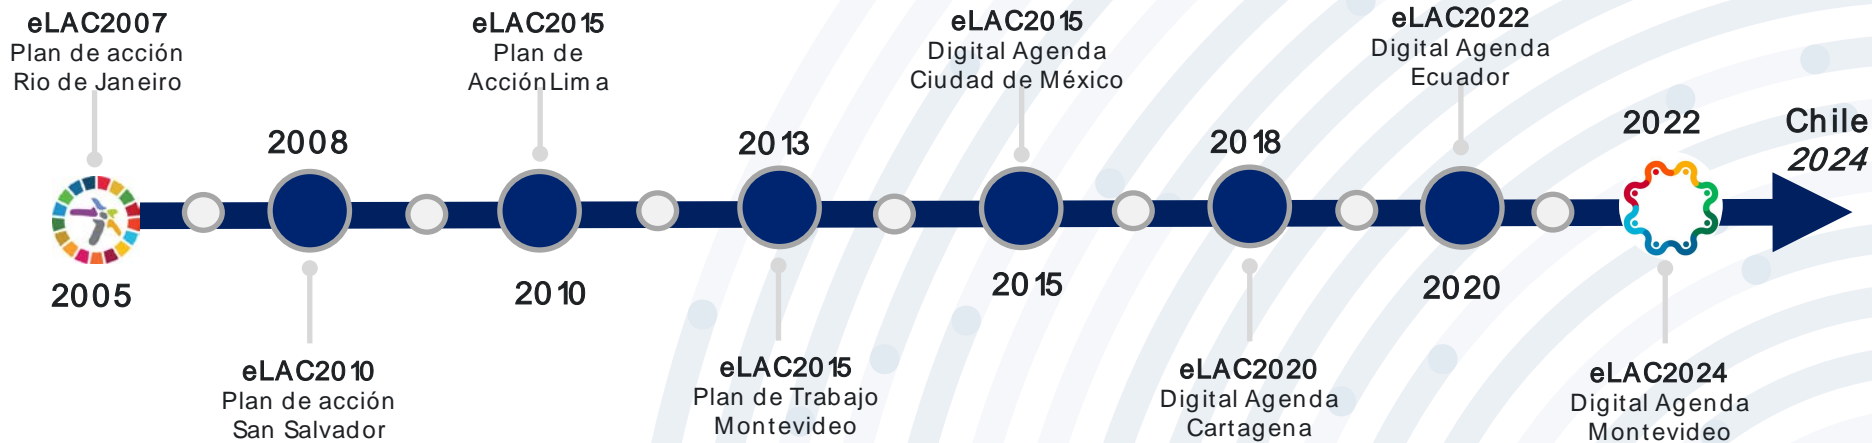 eLAC2007
Plan de acción
Rio de Janeiro
2005
2008
eLAC2010
Plan de acción
San Salvador
eLAC2015
Plan de
AcciónLima
2010
2013
eLAC2015
Plan de Trabajo
Montevideo
eLAC2015
Digital Agenda
Ciudad de México
2015
2018
eLAC2020
Digital Agenda
Cartagena
eLAC2022
Digital Agenda
Ecuador
2020
2022
eLAC2024
Digital Agenda
Montevideo
Chile
2024